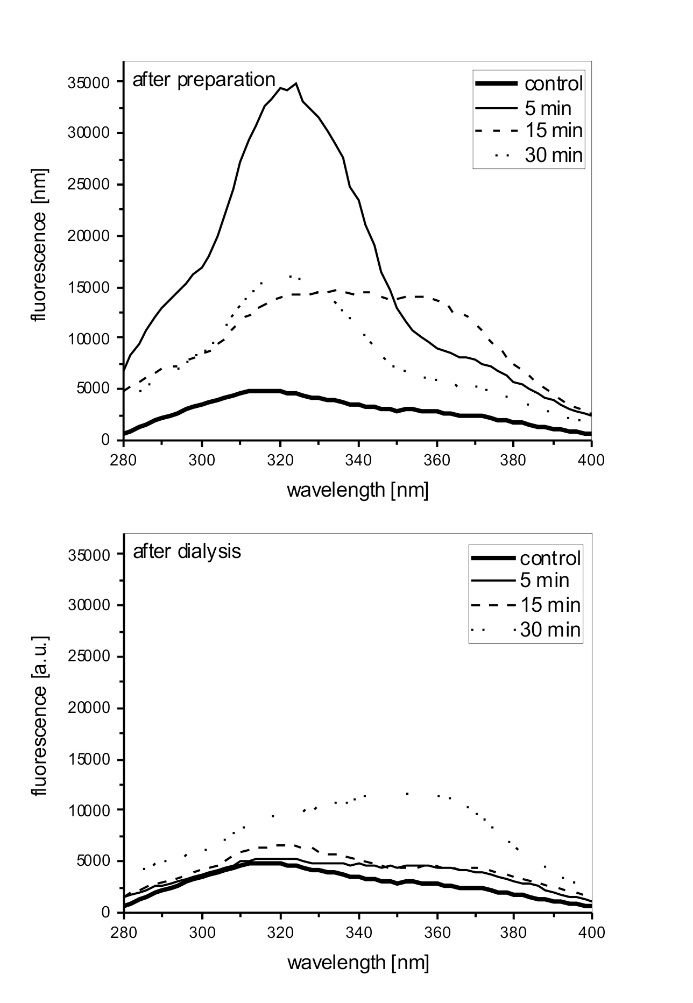 after preparation
control
5 min
15 min
30 min
35000
30000
25000
20000
15000
10000
5000
0
fluorescence [nm]
280 300 320 340 360 380 400
wavelength [nm]
after dialysis
control
5 min
15 min
30 min
35000
30000
25000
20000
15000
10000
5000
0
fluorescence [a.u.]
280 300 320 340 360 380 400
wavelength [nm]